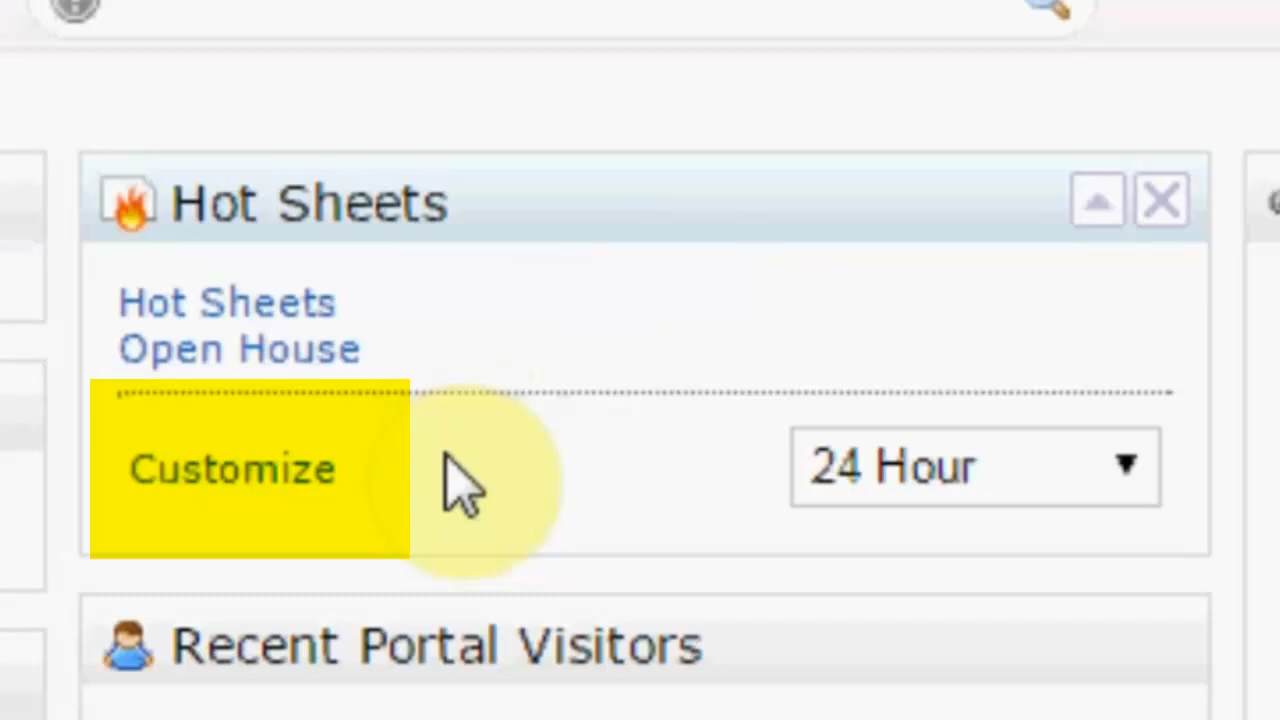 Hot Sheets
Hot Sheets
Open House
Customize
24 Hour
Recent Portal Visitors